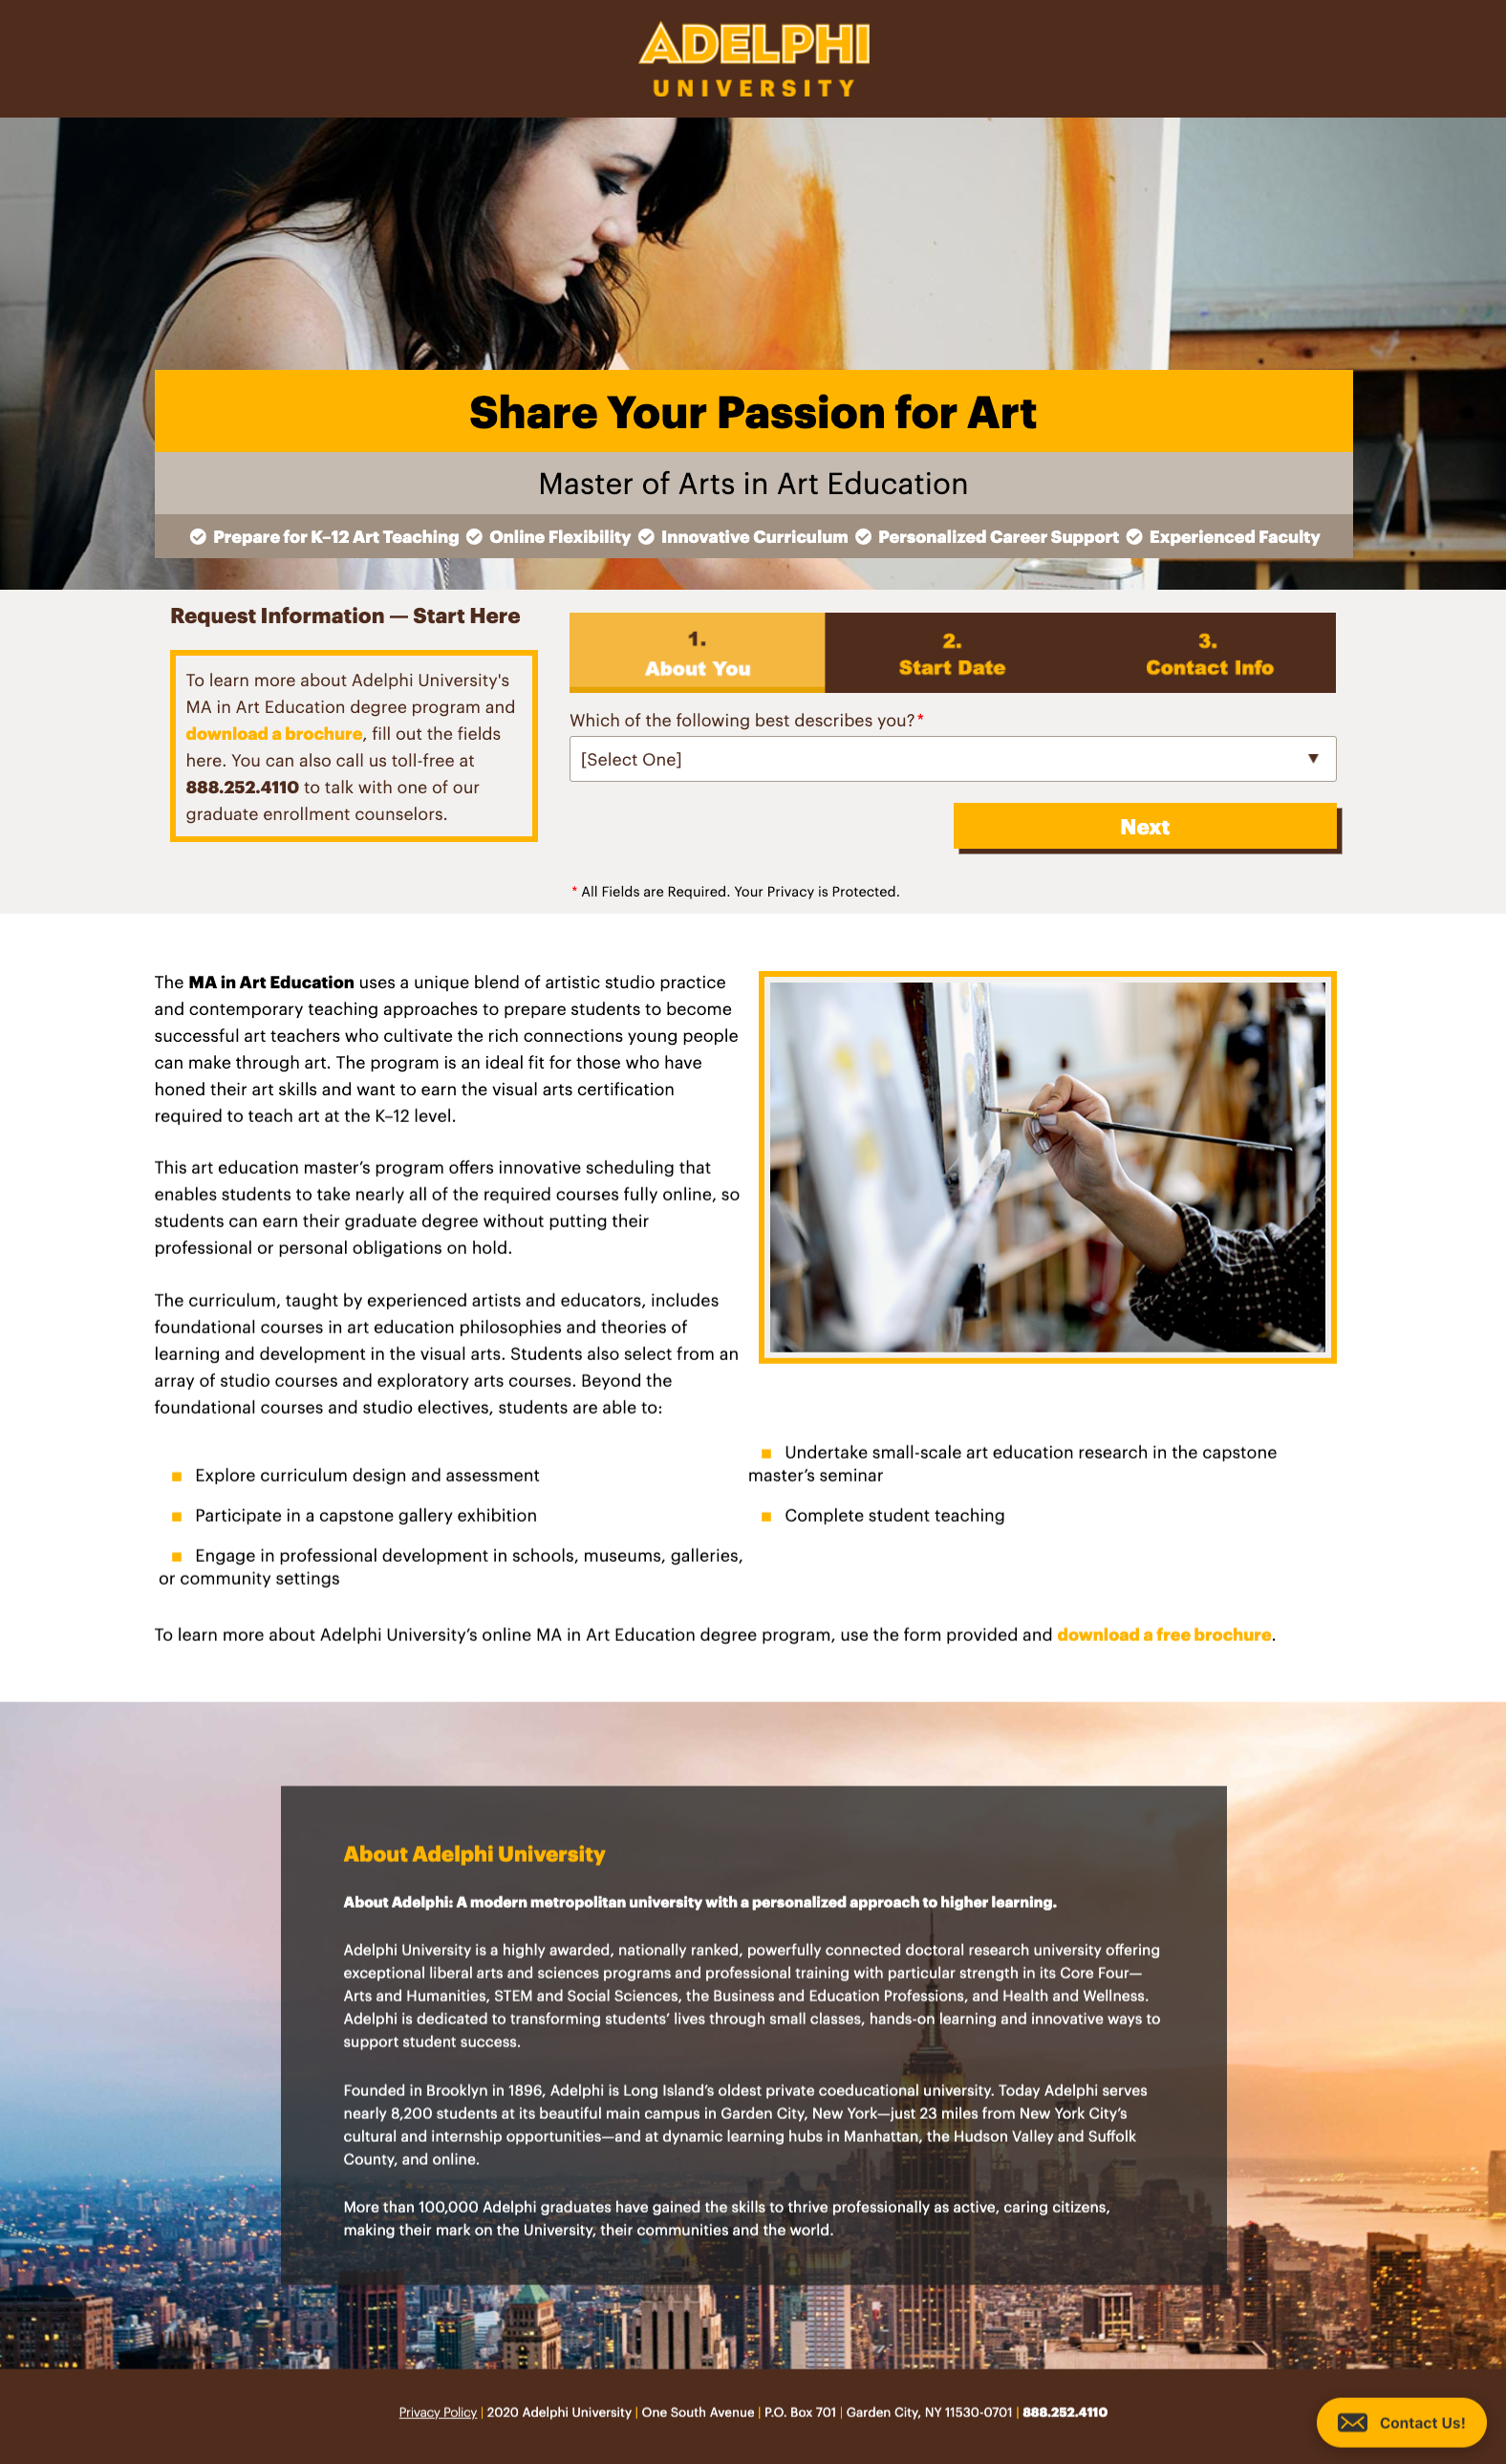 ADELPHI
UNIVERSITY
Share Your Passion for Art
Master of Arts in Art Education
Prepare for K–12 Art Teaching Online Flexibility Innovative Curriculum Personalized Career Support Experienced Faculty
Request Information — Start Here
To learn more about Adelphi University's
MA in Art Education degree program and
download a brochure, fill out the fields
here. You can also call us toll-free at
888.252.4110 to talk with one of our
graduate enrollment counselors.
1.
About You
2.
Start Date
3.
Contact Info
Which of the following best describes you?*
[Select One]
Next
* All Fields are Required. Your Privacy is Protected.
The MA in Art Education uses a unique blend of artistic studio practice
and contemporary teaching approaches to prepare students to become
successful art teachers who cultivate the rich connections young people
can make through art. The program is an ideal fit for those who have
honed their art skills and want to earn the visual arts certification
required to teach art at the K–12 level.
This art education master’s program offers innovative scheduling that
enables students to take nearly all of the required courses fully online, so
students can earn their graduate degree without putting their
professional or personal obligations on hold.
The curriculum, taught by experienced artists and educators, includes
foundational courses in art education philosophies and theories of
learning and development in the visual arts. Students also select from an
array of studio courses and exploratory arts courses. Beyond the
foundational courses and studio electives, students are able to:
Explore curriculum design and assessment
Participate in a capstone gallery exhibition
Engage in professional development in schools, museums, galleries,
or community settings
Undertake small-scale art education research in the capstone
master’s seminar
Complete student teaching
To learn more about Adelphi University’s online MA in Art Education degree program, use the form provided and download a free brochure.
About Adelphi University
About Adelphi: A modern metropolitan university with a personalized approach to higher learning.
Adelphi University is a highly awarded, nationally ranked, powerfully connected doctoral research university offering
exceptional liberal arts and sciences programs and professional training with particular strength in its Core Four—
Arts and Humanities, STEM and Social Sciences, the Business and Education Professions, and Health and Wellness.
Adelphi is dedicated to transforming students’ lives through small classes, hands-on learning and innovative ways to
support student success.
Founded in Brooklyn in 1896, Adelphi is Long Island’s oldest private coeducational university. Today Adelphi serves
nearly 8,200 students at its beautiful main campus in Garden City, New York—just 23 miles from New York City’s
cultural and internship opportunities—and at dynamic learning hubs in Manhattan, the Hudson Valley and Suffolk
County, and online.
More than 100,000 Adelphi graduates have gained the skills to thrive professionally as active, caring citizens,
making their mark on the University, their communities and the world.
Privacy Policy | 2020 Adelphi University | One South Avenue | P.O. Box 701 | Garden City, NY 11530-0701 | 888.252.4110
Contact Us!